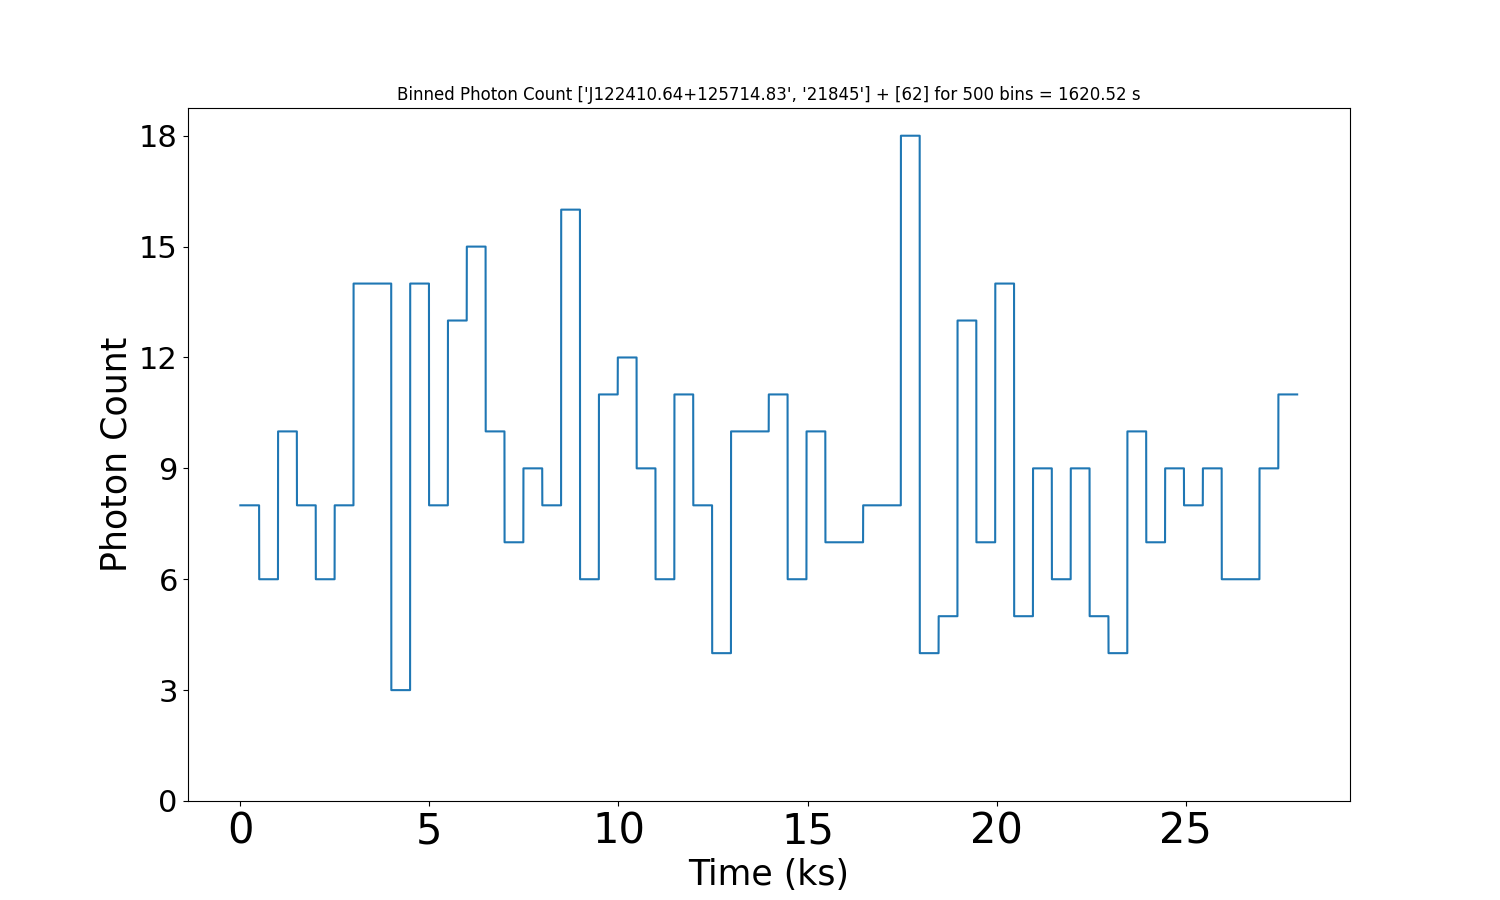 Binned Photon Count ['J122410.64+125714.83', '21845'] + [62] for 500 bins = 1620.52 s
18
15
12
9
6
3
0
Photon Count
0 5 10 15 20 25
Time (ks)